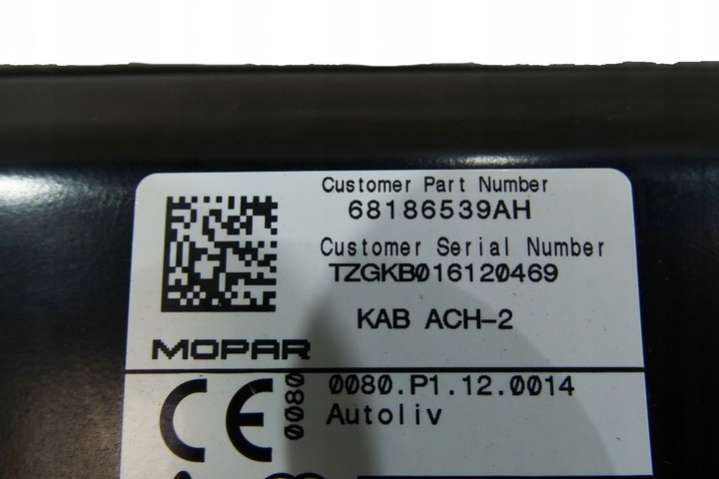 Customer Part Number
68186539AH
Customer Serial Number
TZGKB016120469
KAB ACH-2
MOPAR
CE 0080
0080.P1.12.0014
Autoliv